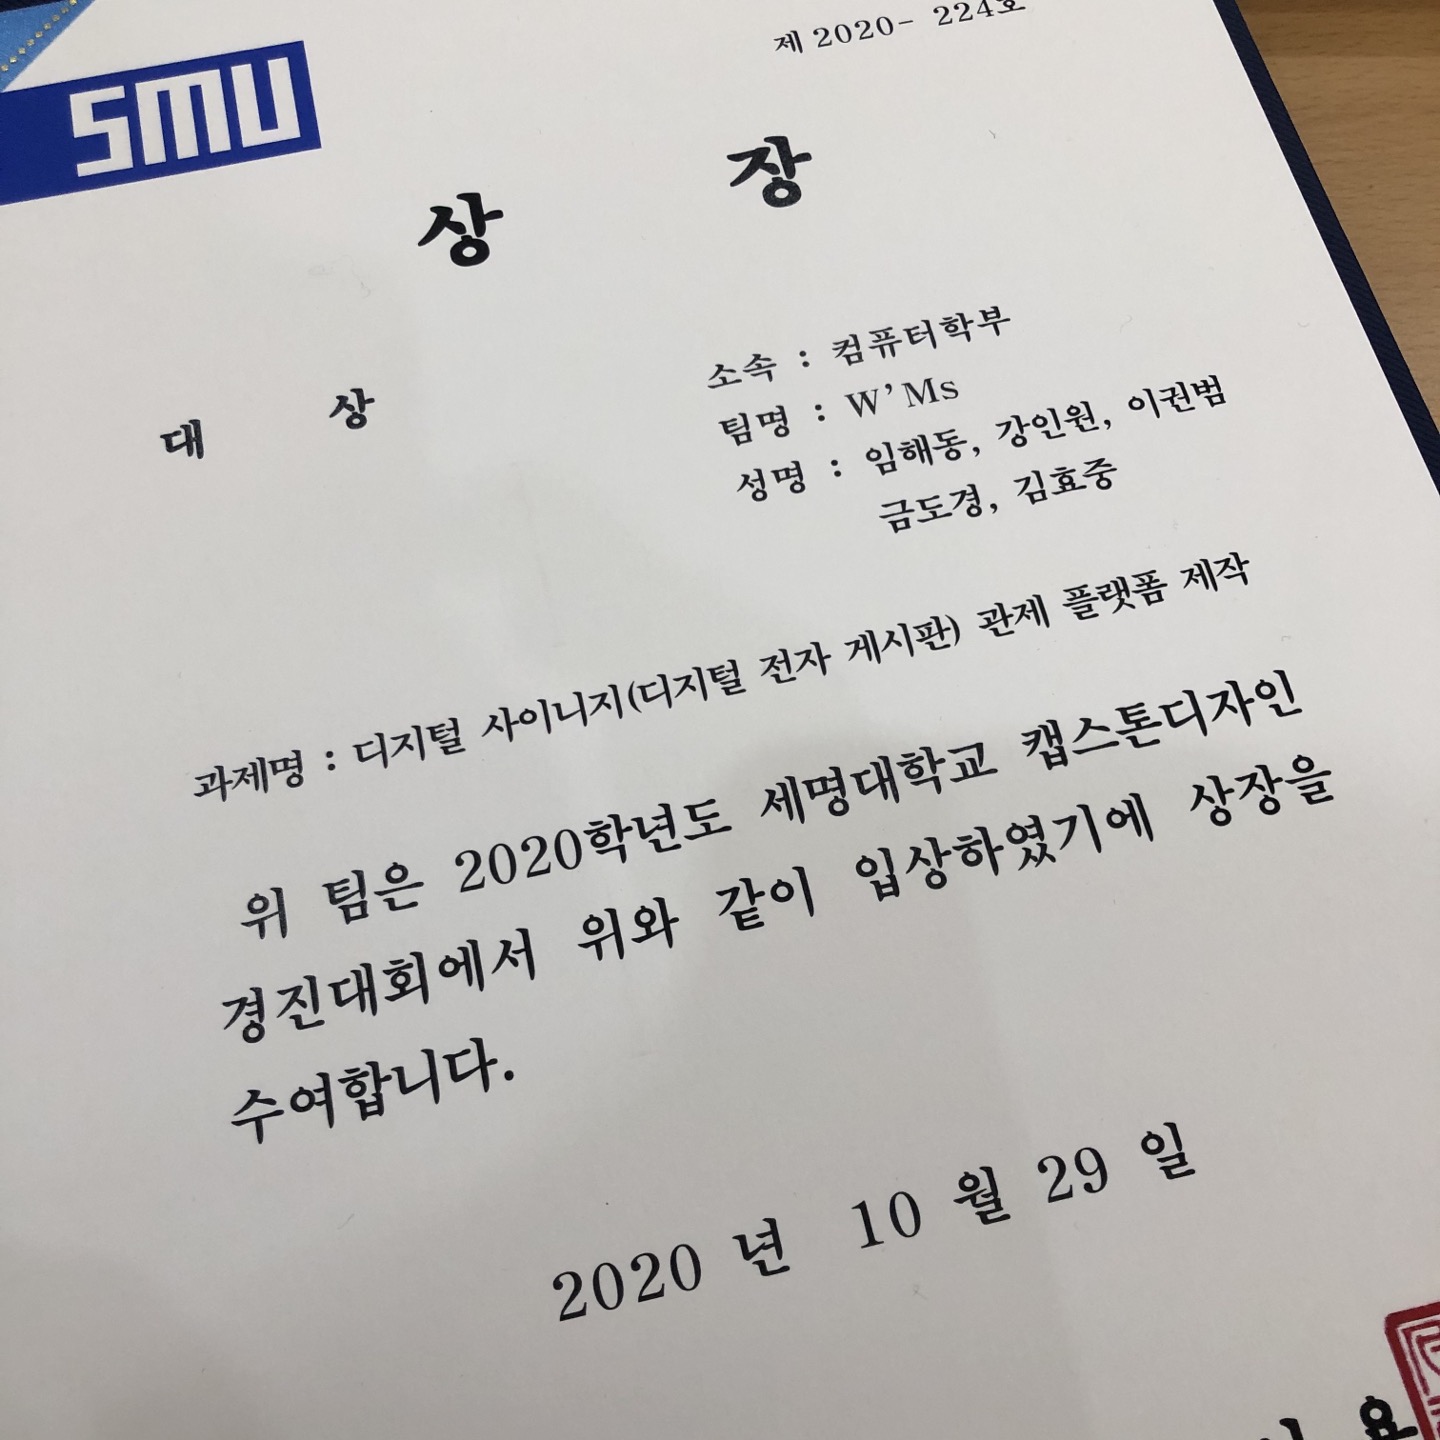 제 2020- 224호
SMU
상 장
대 상
소속 : 컴퓨터학부
팀명 : W'Ms
성명 : 임해동, 강인원, 이권범
금도경, 김효중
과제명 : 디지털 사이니지(디지털 전자 게시판) 관제 플랫폼 제작
위 팀은 2020학년도 세명대학교 캡스톤디자인
경진대회에서 위와 같이 입상하였기에 상장을
수여합니다.
2020 년 10 월 29 일
용